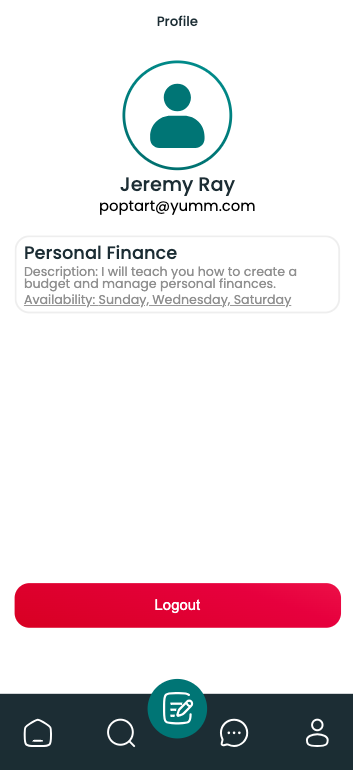 Profile
Jeremy Ray
poptart@yumm.com
Personal Finance
Description: I will teach you how to create a
budget and manage personal finances.
Availability: Sunday, Wednesday, Saturday
Logout